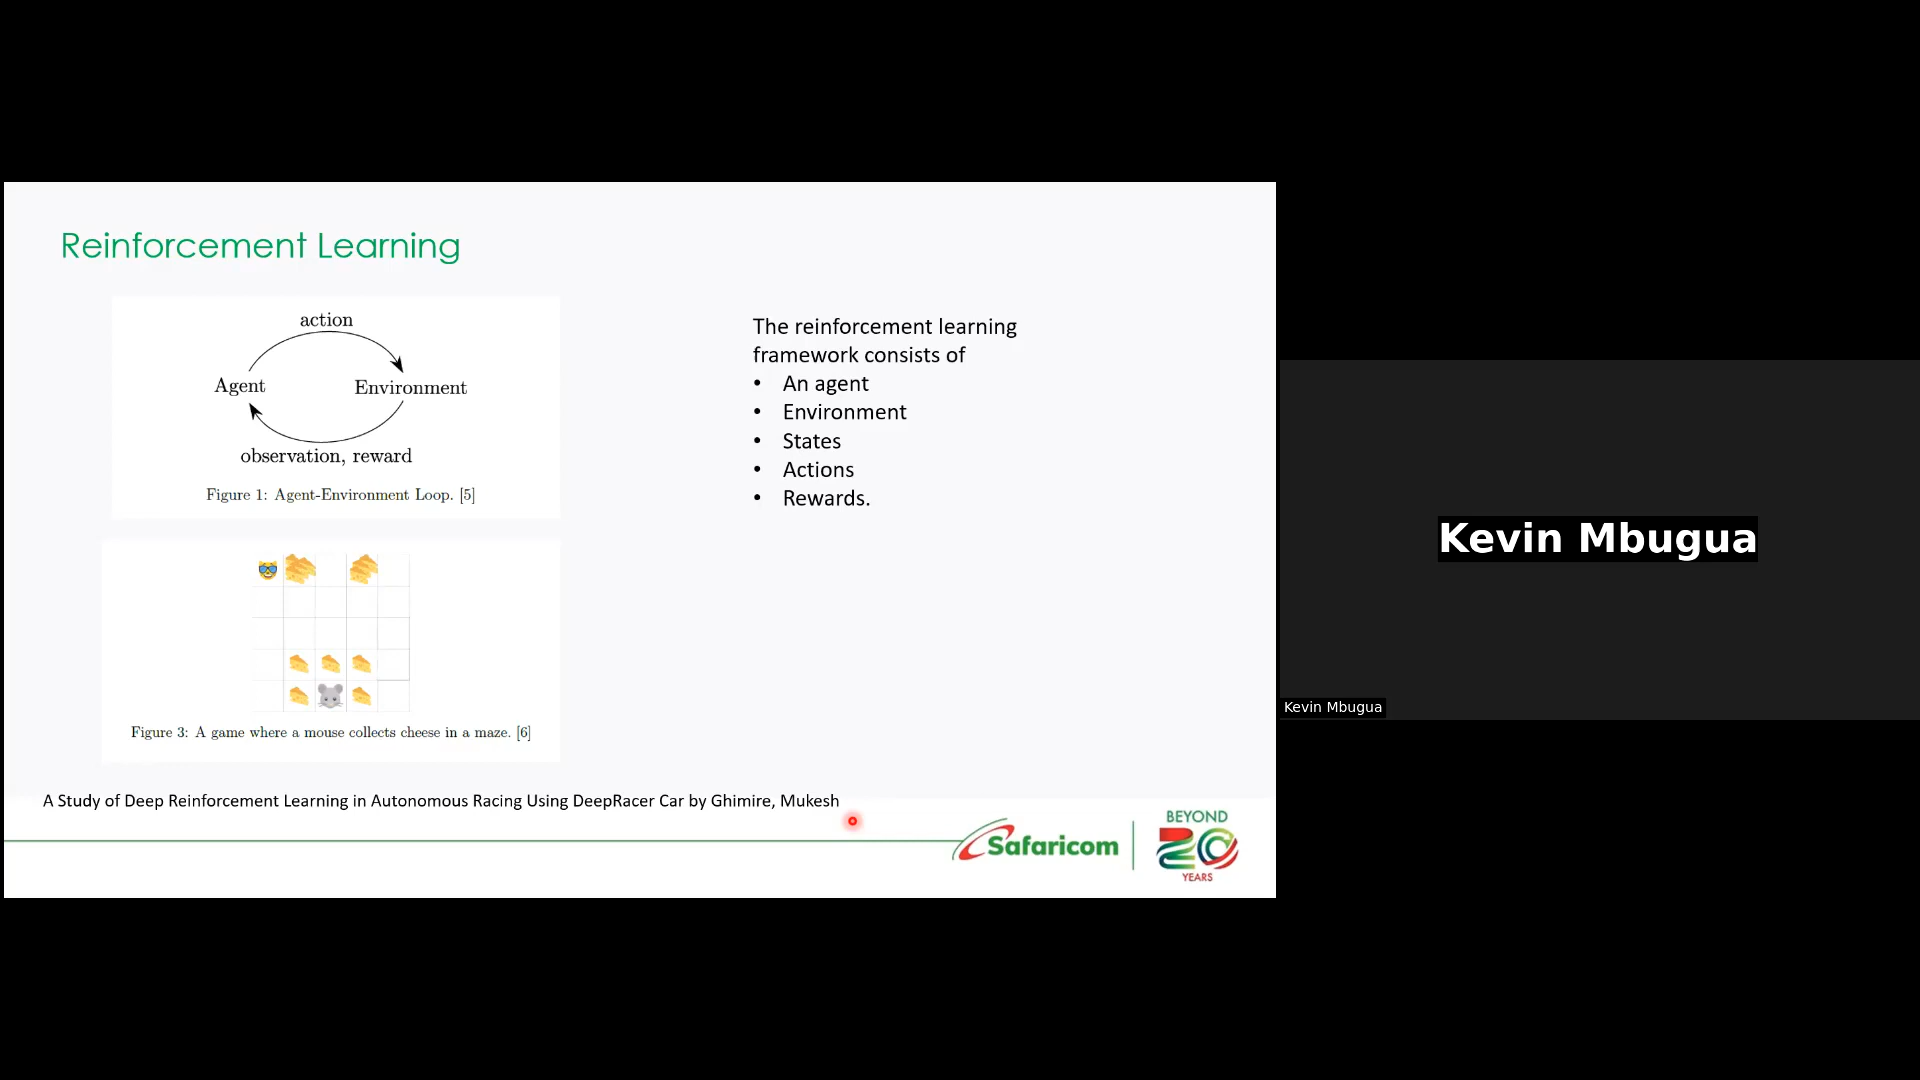 Reinforcement Learning
action
Agent
Environment
observation, reward
Figure 1: Agent-Environment Loop. [5]
Figure 3: A game where a mouse collects cheese in a maze. [6]
The reinforcement learning
framework consists of
• An agent
• Environment
• States
• Actions
• Rewards.
A Study of Deep Reinforcement Learning in Autonomous Racing Using DeepRacer Car by Ghimire, Mukesh
Safaricom
BEYOND
20
YEARS
Kevin Mbugua
Kevin Mbugua